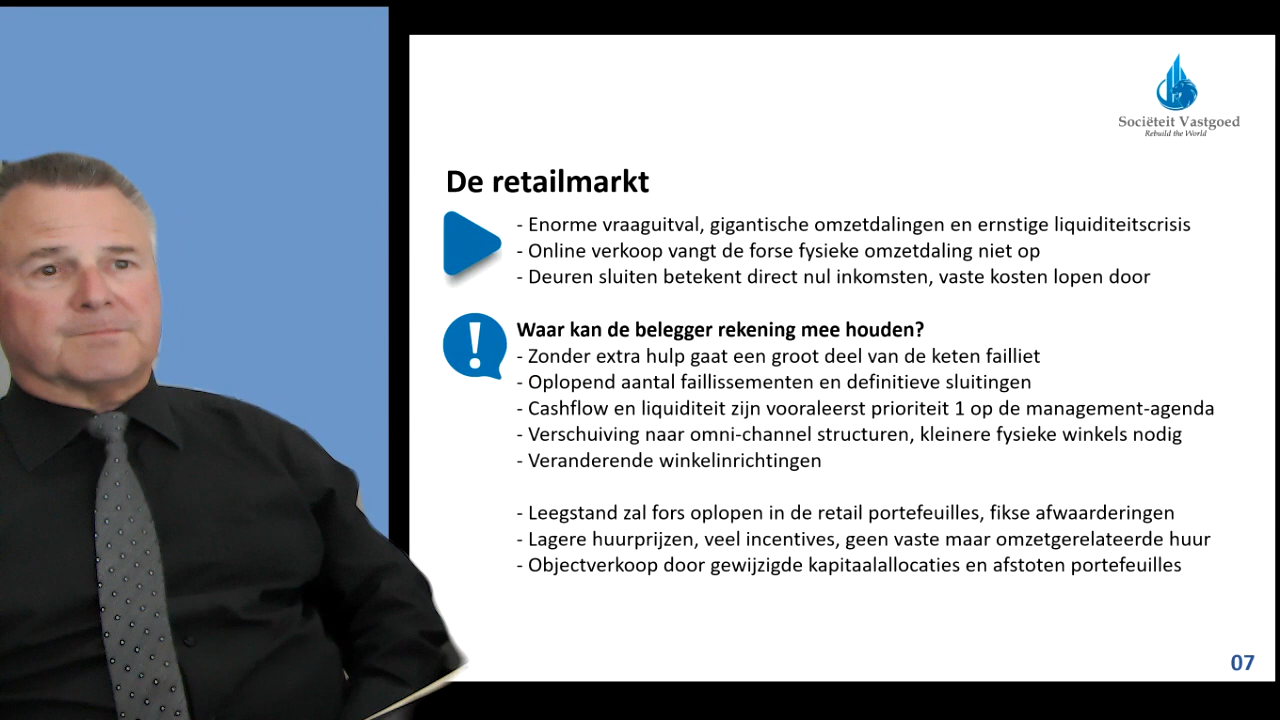 Sociëteit Vastgoed
Rebuild the World
De retailmarkt
- Enorme vraaguitval, gigantische omzetdalingen en ernstige liquiditeitscrisis
- Online verkoop vangt de forse fysieke omzetdaling niet op
- Deuren sluiten betekent direct nul inkomsten, vaste kosten lopen door
!
Waar kan de belegger rekening mee houden?
- Zonder extra hulp gaat een groot deel van de keten failliet
- Oplopend aantal faillissementen en definitieve sluitingen
- Cashflow en liquiditeit zijn vooraleerst prioriteit 1 op de management-agenda
- Verschuiving naar omni-channel structuren, kleinere fysieke winkels nodig
- Veranderende winkelinrichtingen
- Leegstand zal fors oplopen in de retail portefeuilles, fikse afwaarderingen
- Lagere huurprijzen, veel incentives, geen vaste maar omzetgerelateerde huur
- Objectverkoop door gewijzigde kapitaalallocaties en afstoten portefeuilles
07